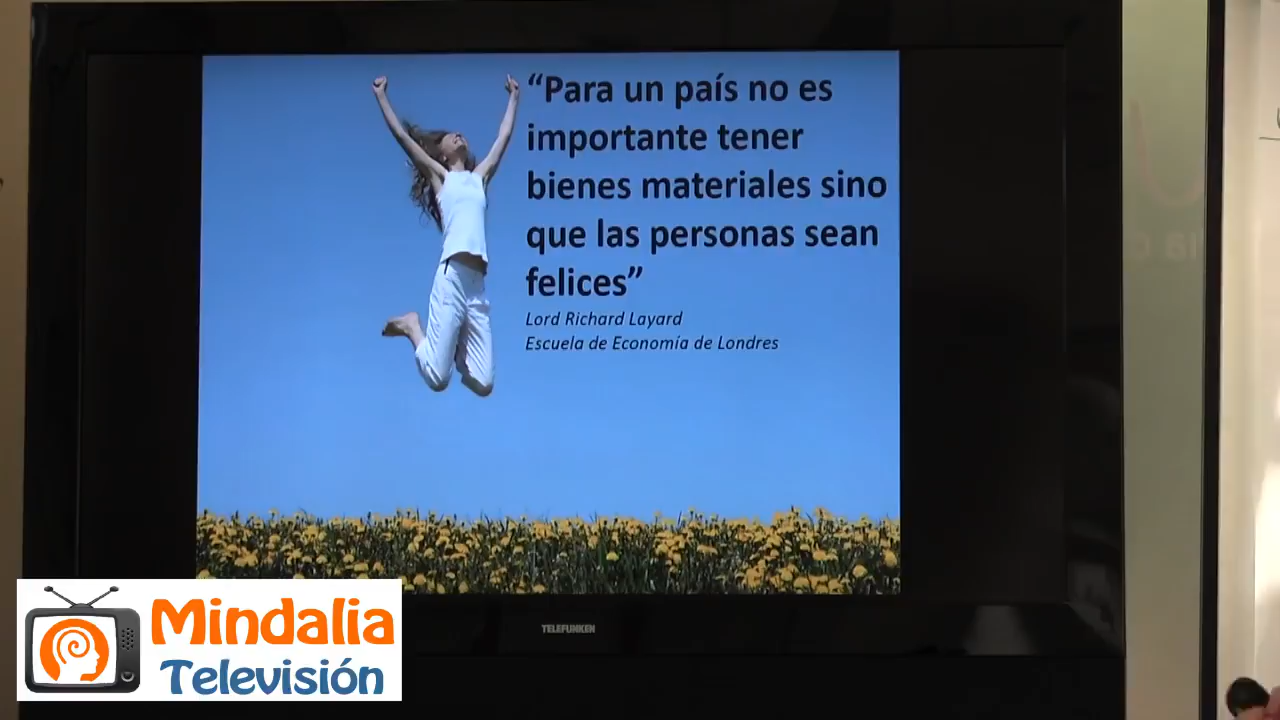 “Para un país no es
importante tener
bienes materiales sino
que las personas sean
felices”
Lord Richard Layard
Escuela de Economía de Londres
TELEFUNKEN
Mindalia
Televisión